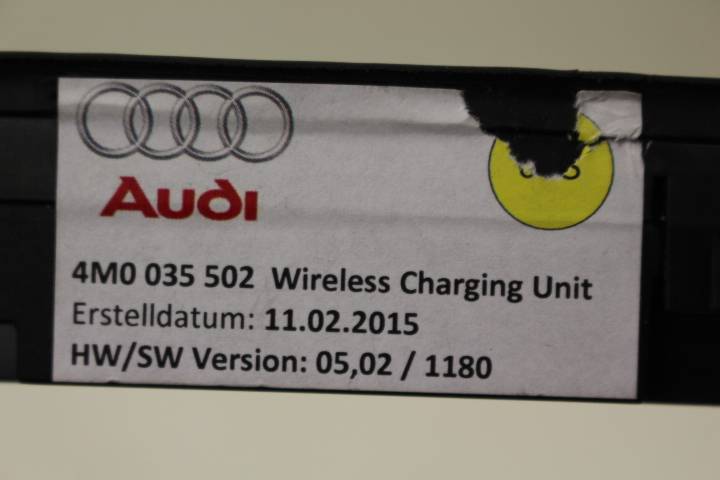 Audi
4M0 035 502 Wireless Charging Unit
Erstelldatum: 11.02.2015
HW/SW Version: 05,02 / 1180